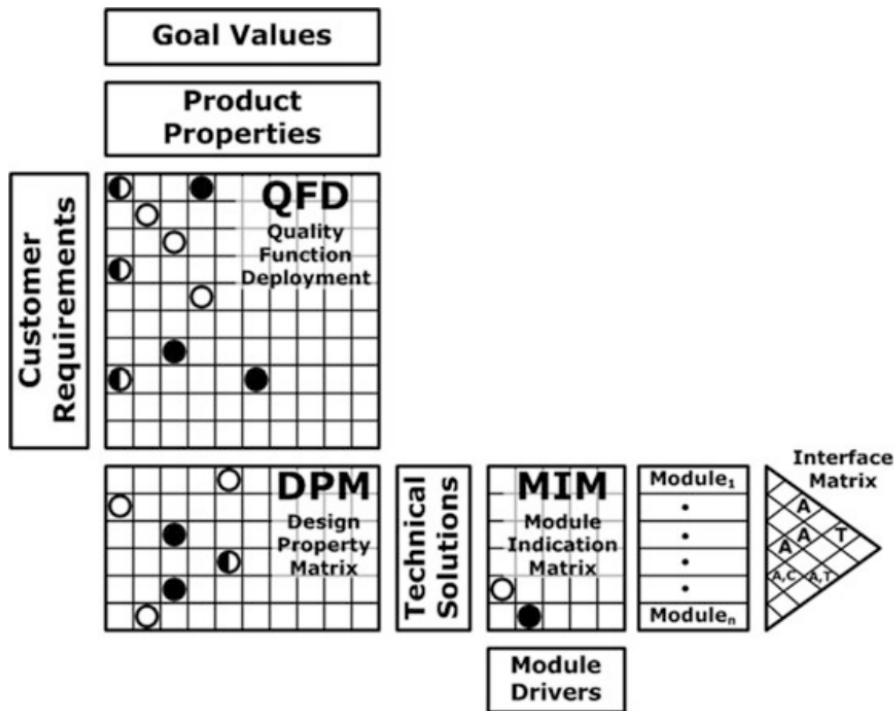 Goal Values
Product
Properties
Customer
Requirements
QFD
Quality
Function
Deployment
DPM
Design
Property
Matrix
Technical
Solutions
MIM
Module
Indication
Matrix
Module₁
Moduleₙ
Interface
Matrix
A
T
A
A
A,C
A,T
Module
Drivers